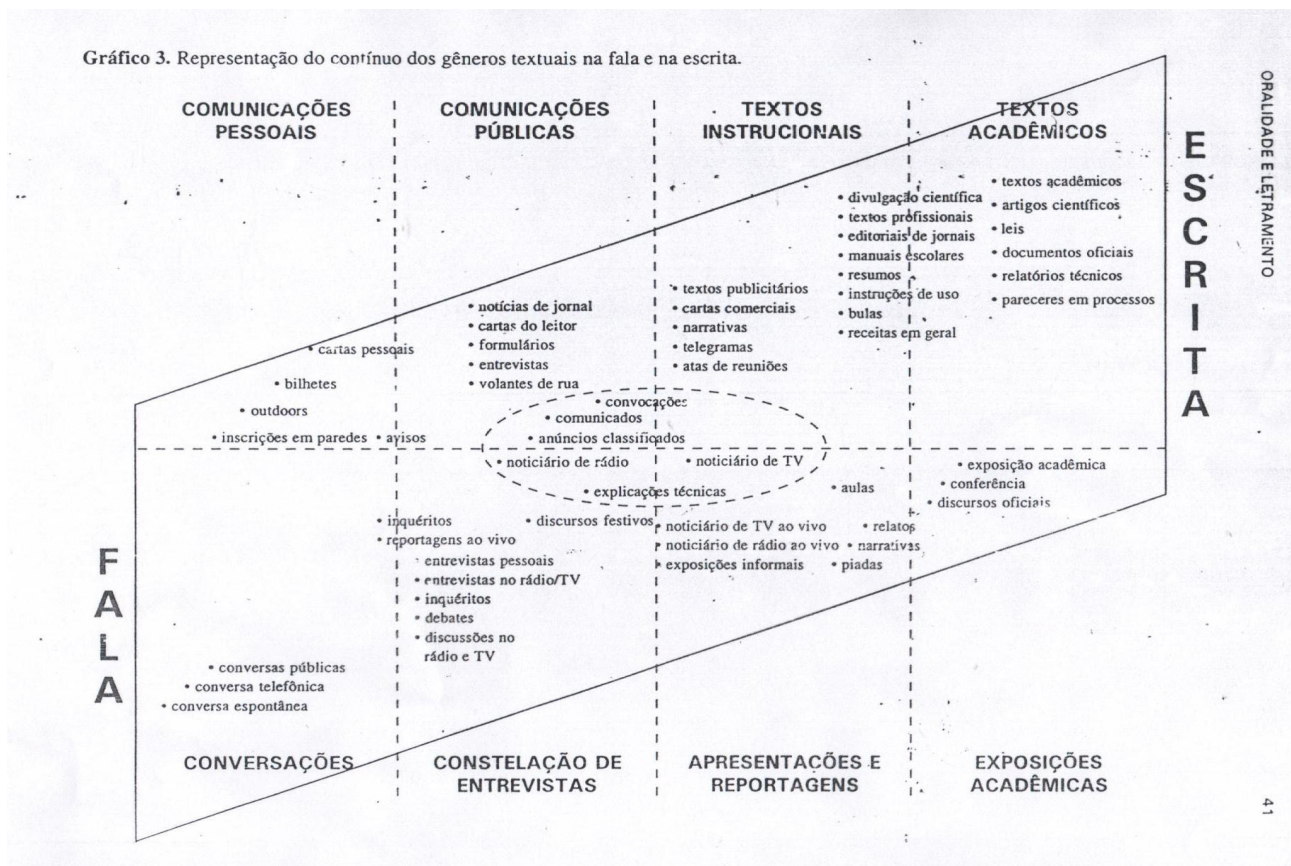 Gráfico 3. Representação do contínuo dos gêneros textuais na fala e na escrita.
COMUNICAÇÕES
PESSOAIS
COMUNICAÇÕES
PÚBLICAS
TEXTOS
INSTRUCIONAIS
TEXTOS
ACADÊMICOS
• cartas pessoais
• bilhetes
• outdoors
• inscrições em paredes
• avisos
• notícias de jornal
• cartas do leitor
• formulários
• entrevistas
• volantes de rua
• textos publicitários
• cartas comerciais
• narrativas
• telegramas
• atas de reuniões
• divulgação científica
• textos profissionais
• editoriais de jornais
• manuais escolares
• resumos
• instruções de uso
• bulas
• receitas em geral
• textos acadêmicos
• artigos científicos
• leis
• documentos oficiais
• relatórios técnicos
• pareceres em processos
• convocações
• comunicados
• anúncios classificados
• noticiário de rádio
• noticiário de TV
• explicações técnicas
• aulas
• exposição acadêmica
• conferência
• discursos oficiais
• inquéritos
• reportagens ao vivo
• discursos festivos
• entrevistas pessoais
• entrevistas no rádio/TV
• inquéritos
• debates
• discussões no
rádio e TV
• noticiário de TV ao vivo
• relatos
• noticiário de rádio ao vivo
• narrativas
• exposições informais
• piadas
• conversas públicas
• conversa telefônica
• conversa espontânea
CONVERSAÇÕES
CONSTELAÇÃO DE
ENTREVISTAS
APRESENTAÇÕES E
REPORTAGENS
EXPOSIÇÕES
ACADÊMICAS
FALA
ESCRITA
ORALIDADE E LETRAMENTO
41